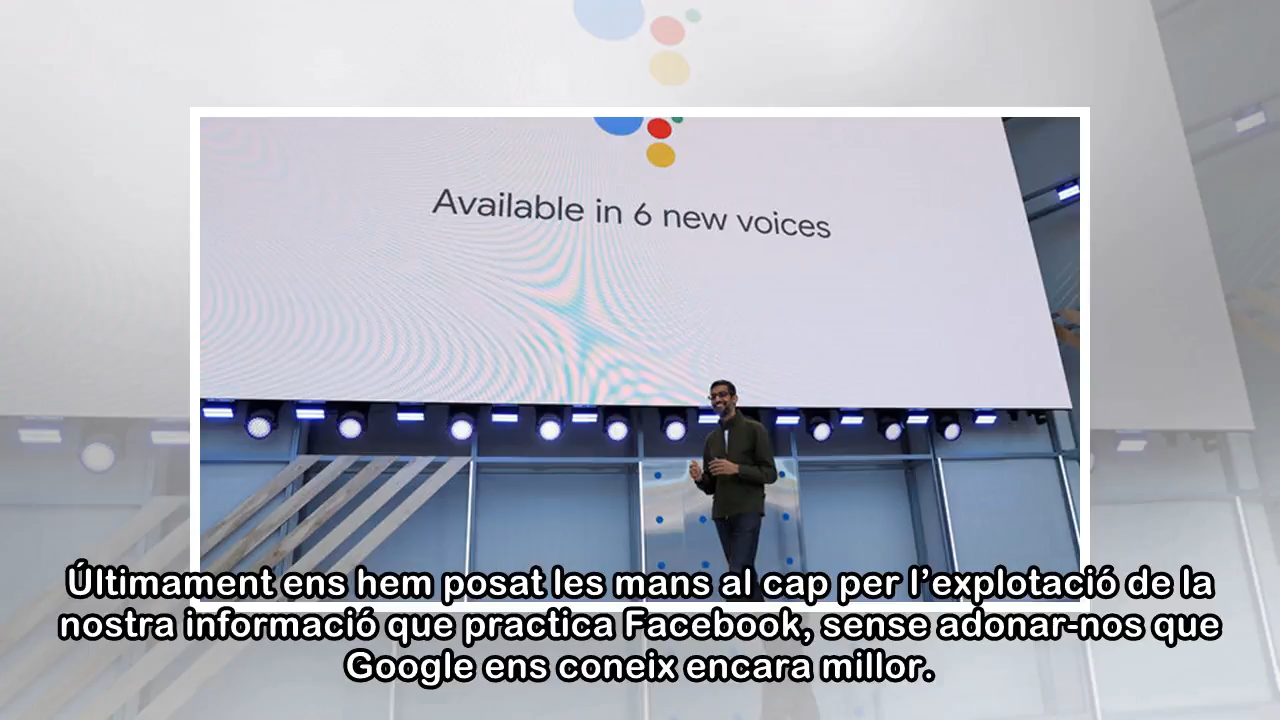 Available in 6 new voices
Últimament ens hem posat les mans al cap per l’explotació de la
nostra informació que practica Facebook, sense adonar-nos que
Google ens coneix encara millor.